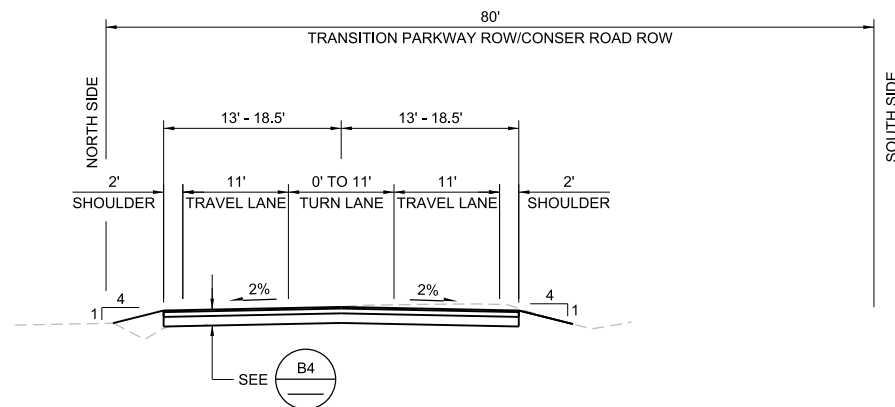 80'
TRANSITION PARKWAY ROW/CONSER ROAD ROW
NORTH SIDE
SOUTH SIDE
13' - 18.5' 13' - 18.5'
2' 11' 0' TO 11' 11' 2'
SHOULDER TRAVEL LANE TURN LANE TRAVEL LANE SHOULDER
2% 2%
4 4
1 1
SEE B4